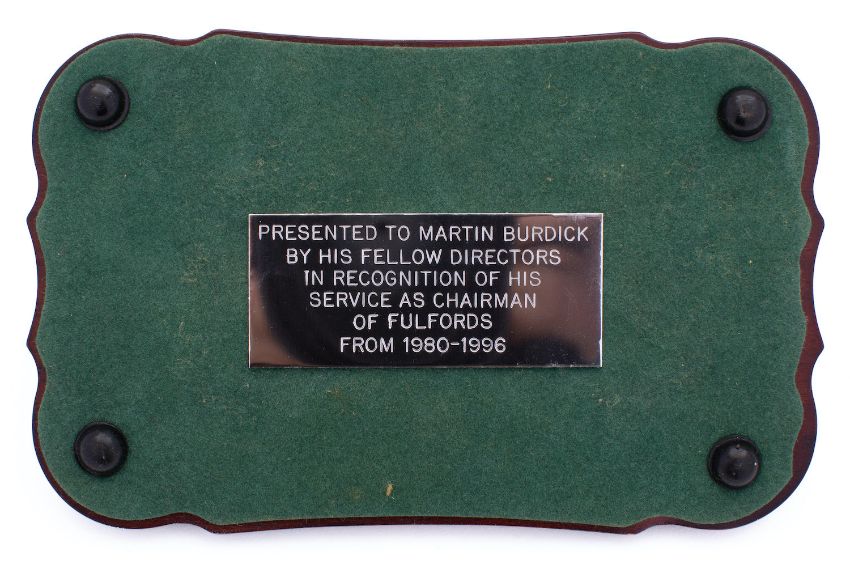 PRESENTED TO MARTIN BURDICK
BY HIS FELLOW DIRECTORS
IN RECOGNITION OF HIS
SERVICE AS CHAIRMAN
OF FULFORDS
FROM 1980-1996